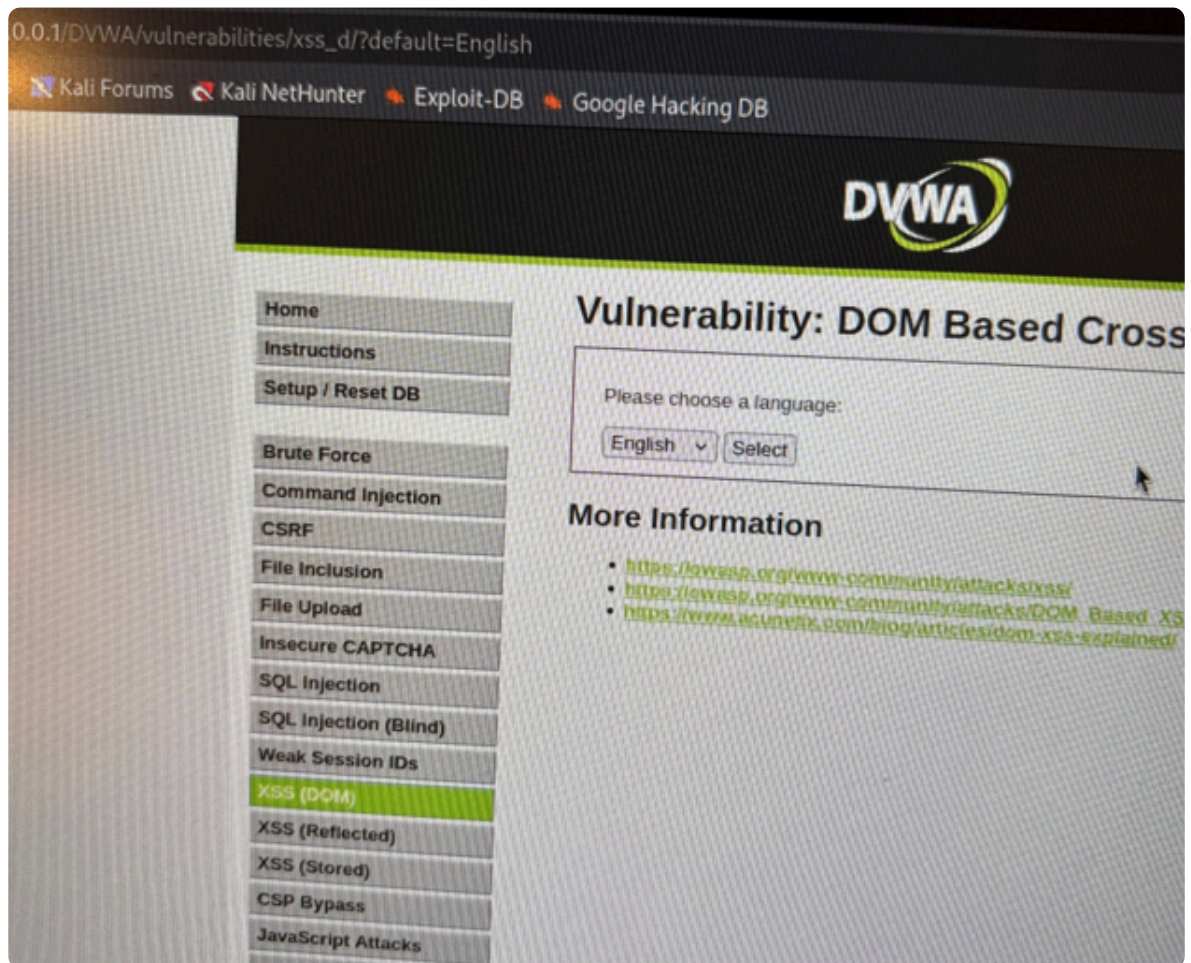 0.0.1/DVWA/vulnerabilities/xss_d/?default=English
Kali Forums Kali NetHunter Exploit-DB Google Hacking DB
DVWA
Home
Instructions
Setup / Reset DB
Brute Force
Command Injection
CSRF
File Inclusion
File Upload
Insecure CAPTCHA
SQL Injection
SQL Injection (Blind)
Weak Session IDs
XSS (DOM)
XSS (Reflected)
XSS (Stored)
CSP Bypass
JavaScript Attacks
Vulnerability: DOM Based Cross
Please choose a language:
English Select
More Information
https://owasp.org/www-community/attacks/xss/
https://owasp.org/www-community/attacks/DOM_Based_XS
https://www.acunetix.com/blog/articles/dom-xss-explained/